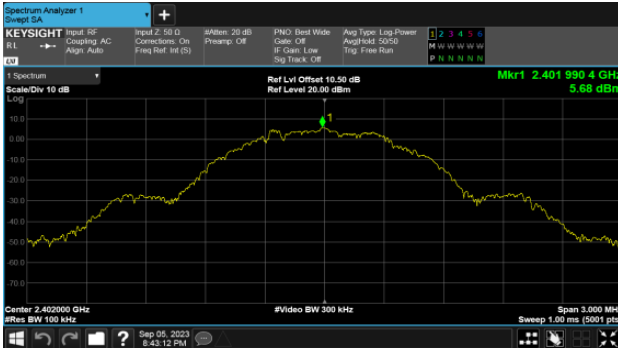 Spectrum Analyzer 1
Swept SA
+
KEYSIGHT
RL
LXI
Input: RF
Coupling: AC
Align: Auto
Input Z: 50 Ω
Corrections: On
Freq Ref: Int (S)
#Atten: 20 dB
Preamp: Off
PNO: Best Wide
Gate: Off
IF Gain: Low
Sig Track: Off
Avg Type: Log-Power
Avg|Hold: 50/50
Trig: Free Run
1 2 3 4 5 6
M W W W W W
P N N N N N
1 Spectrum
Scale/Div 10 dB
Ref Lvl Offset 10.50 dB
Ref Level 20.00 dBm
Mkr1 2.401 990 4 GHz
5.68 dBm
Log
10.0
0.00
-10.0
-20.0
-30.0
-40.0
-50.0
-60.0
-70.0
1
Center 2.402000 GHz
#Res BW 100 kHz
#Video BW 300 kHz
Span 3.000 MH
Sweep 1.00 ms (5001 pts
?
Sep 05, 2023
8:43:12 PM